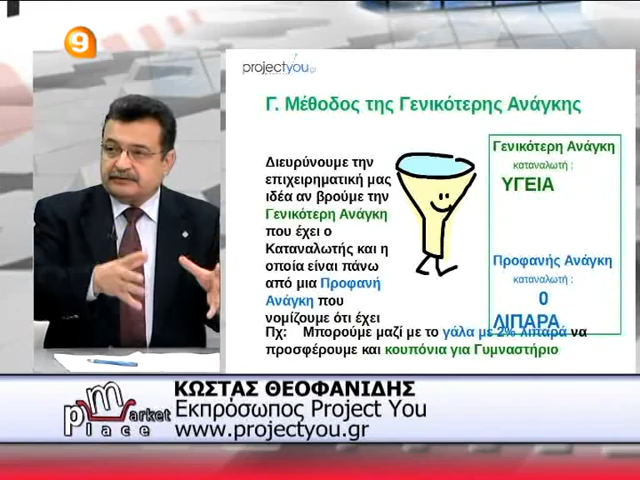 9
projectyou.gr
Γ. Μέθοδος της Γενικότερης Ανάγκης
Διευρύνουμε την
επιχειρηματική μας
ιδέα αν βρούμε την
Γενικότερη Ανάγκη
που έχει ο
Καταναλωτής και η
οποία είναι πάνω
από μια Προφανή
Ανάγκη που
νομίζουμε ότι έχει
Γενικότερη Ανάγκη
καταναλωτή :
ΥΓΕΙΑ
Προφανής Ανάγκη
καταναλωτή :
0
ΛΙΠΑΡΑ
Πχ: Μπορούμε μαζί με το γάλα με 2% λιπαρά να
προσφέρουμε και κουπόνια για Γυμναστήριο
market
place
ΚΩΣΤΑΣ ΘΕΟΦΑΝΙΔΗΣ
Εκπρόσωπος Project You
www.projectyou.gr